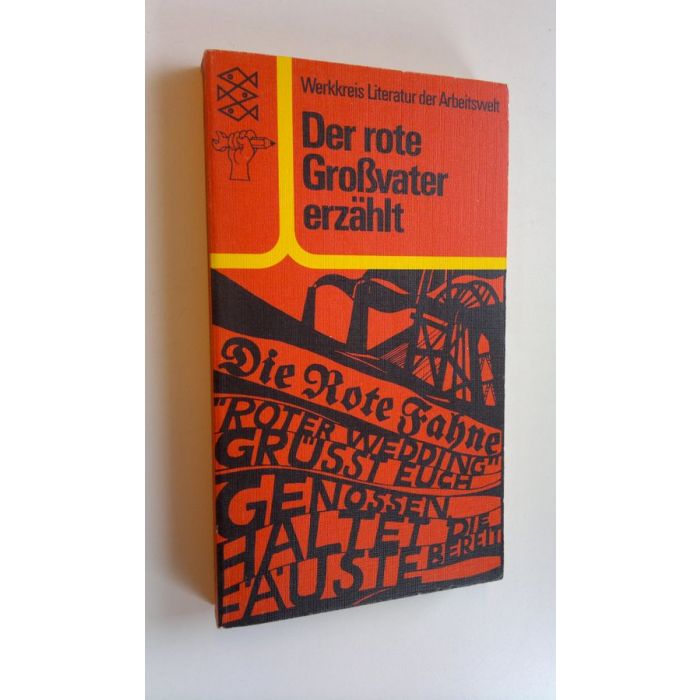 Werkkreis Literatur der Arbeitswelt
Der rote
Großvater
erzählt
Die Rote Fahne
"ROTER WEDDING"
GRÜSST EUCH
GENOSSEN
HALTET DIE
FÄUSTE BEREIT